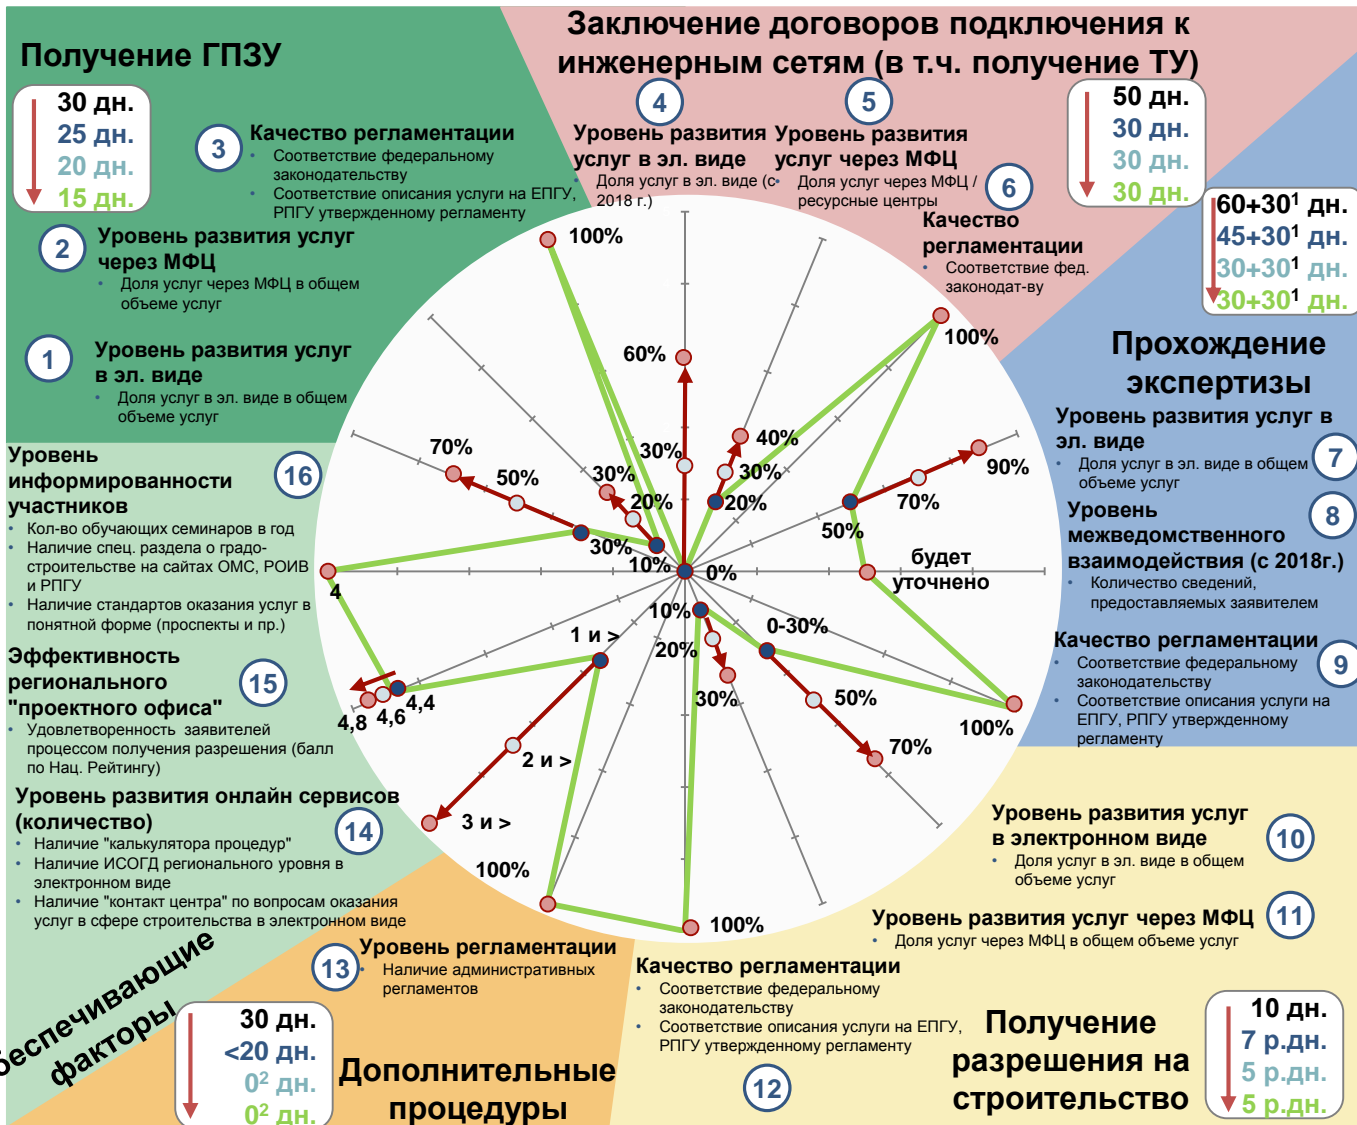 Получение ГПЗУ
30 дн.
25 дн.
20 дн.
15 дн.
3
Качество регламентации
• Соответствие федеральному
законодательству
• Соответствие описания услуги на ЕПГУ,
РПГУ утвержденному регламенту
2
Уровень развития услуг
через МФЦ
• Доля услуг через МФЦ в общем
объеме услуг
1
Уровень развития услуг
в эл. виде
• Доля услуг в эл. виде в общем
объеме услуг
Заключение договоров подключения к
инженерным сетям (в т.ч. получение ТУ)
4
Уровень развития
услуг в эл. виде
• Доля услуг в эл. виде (с
2018 г.)
5
Уровень развития
услуг через МФЦ
• Доля услуг через МФЦ /
ресурсные центры
6
Качество
регламентации
• Соответствие фед.
законодат-ву
50 дн.
30 дн.
30 дн.
30 дн.
60+30¹ дн.
45+30¹ дн.
30+30¹ дн.
30+30¹ дн.
Прохождение
экспертизы
Уровень развития услуг в
эл. виде
• Доля услуг в эл. виде в общем
объеме услуг
7
Уровень
межведомственного
взаимодействия (с 2018г.)
• Количество сведений,
предоставляемых заявителем
8
Качество регламентации
• Соответствие федеральному
законодательству
• Соответствие описания услуги на
ЕПГУ, РПГУ утвержденному
регламенту
9
Уровень развития услуг
в электронном виде
• Доля услуг в эл. виде в общем
объеме услуг
10
Уровень развития услуг через МФЦ
• Доля услуг через МФЦ в общем объеме услуг
11
Качество регламентации
• Соответствие федеральному
законодательству
• Соответствие описания услуги на ЕПГУ,
РПГУ утвержденному регламенту
12
Получение
разрешения на
строительство
10 дн.
7 р.дн.
5 р.дн.
5 р.дн.
13
Уровень регламентации
• Наличие административных
регламентов
30 дн.
<20 дн.
0² дн.
0² дн.
Дополнительные
процедуры
Уровень
информированности
участников
16
• Кол-во обучающих семинаров в год
• Наличие спец. раздела о градо-
строительстве на сайтах ОМС, РОИВ
и РПГУ
• Наличие стандартов оказания услуг в
понятной форме (проспекты и пр.)
Эффективность
регионального
"проектного офиса"
15
• Удовлетворенность заявителей
процессом получения разрешения (балл
по Нац. Рейтингу)
Уровень развития онлайн сервисов
(количество)
14
• Наличие "калькулятора процедур"
• Наличие ИСОГД регионального уровня в
электронном виде
• Наличие "контакт центра" по вопросам оказания
услуг в сфере строительства в электронном виде
беспечивающие
факторы
100%
60%
30%
40%
30%
20%
100%
90%
70%
50%
будет
уточнено
0%
100%
0-30%
50%
70%
10%
20%
30%
100%
100%
1 и >
2 и >
3 и >
4,4
4,6
4,8
4
70%
50%
30%
30%
20%
10%